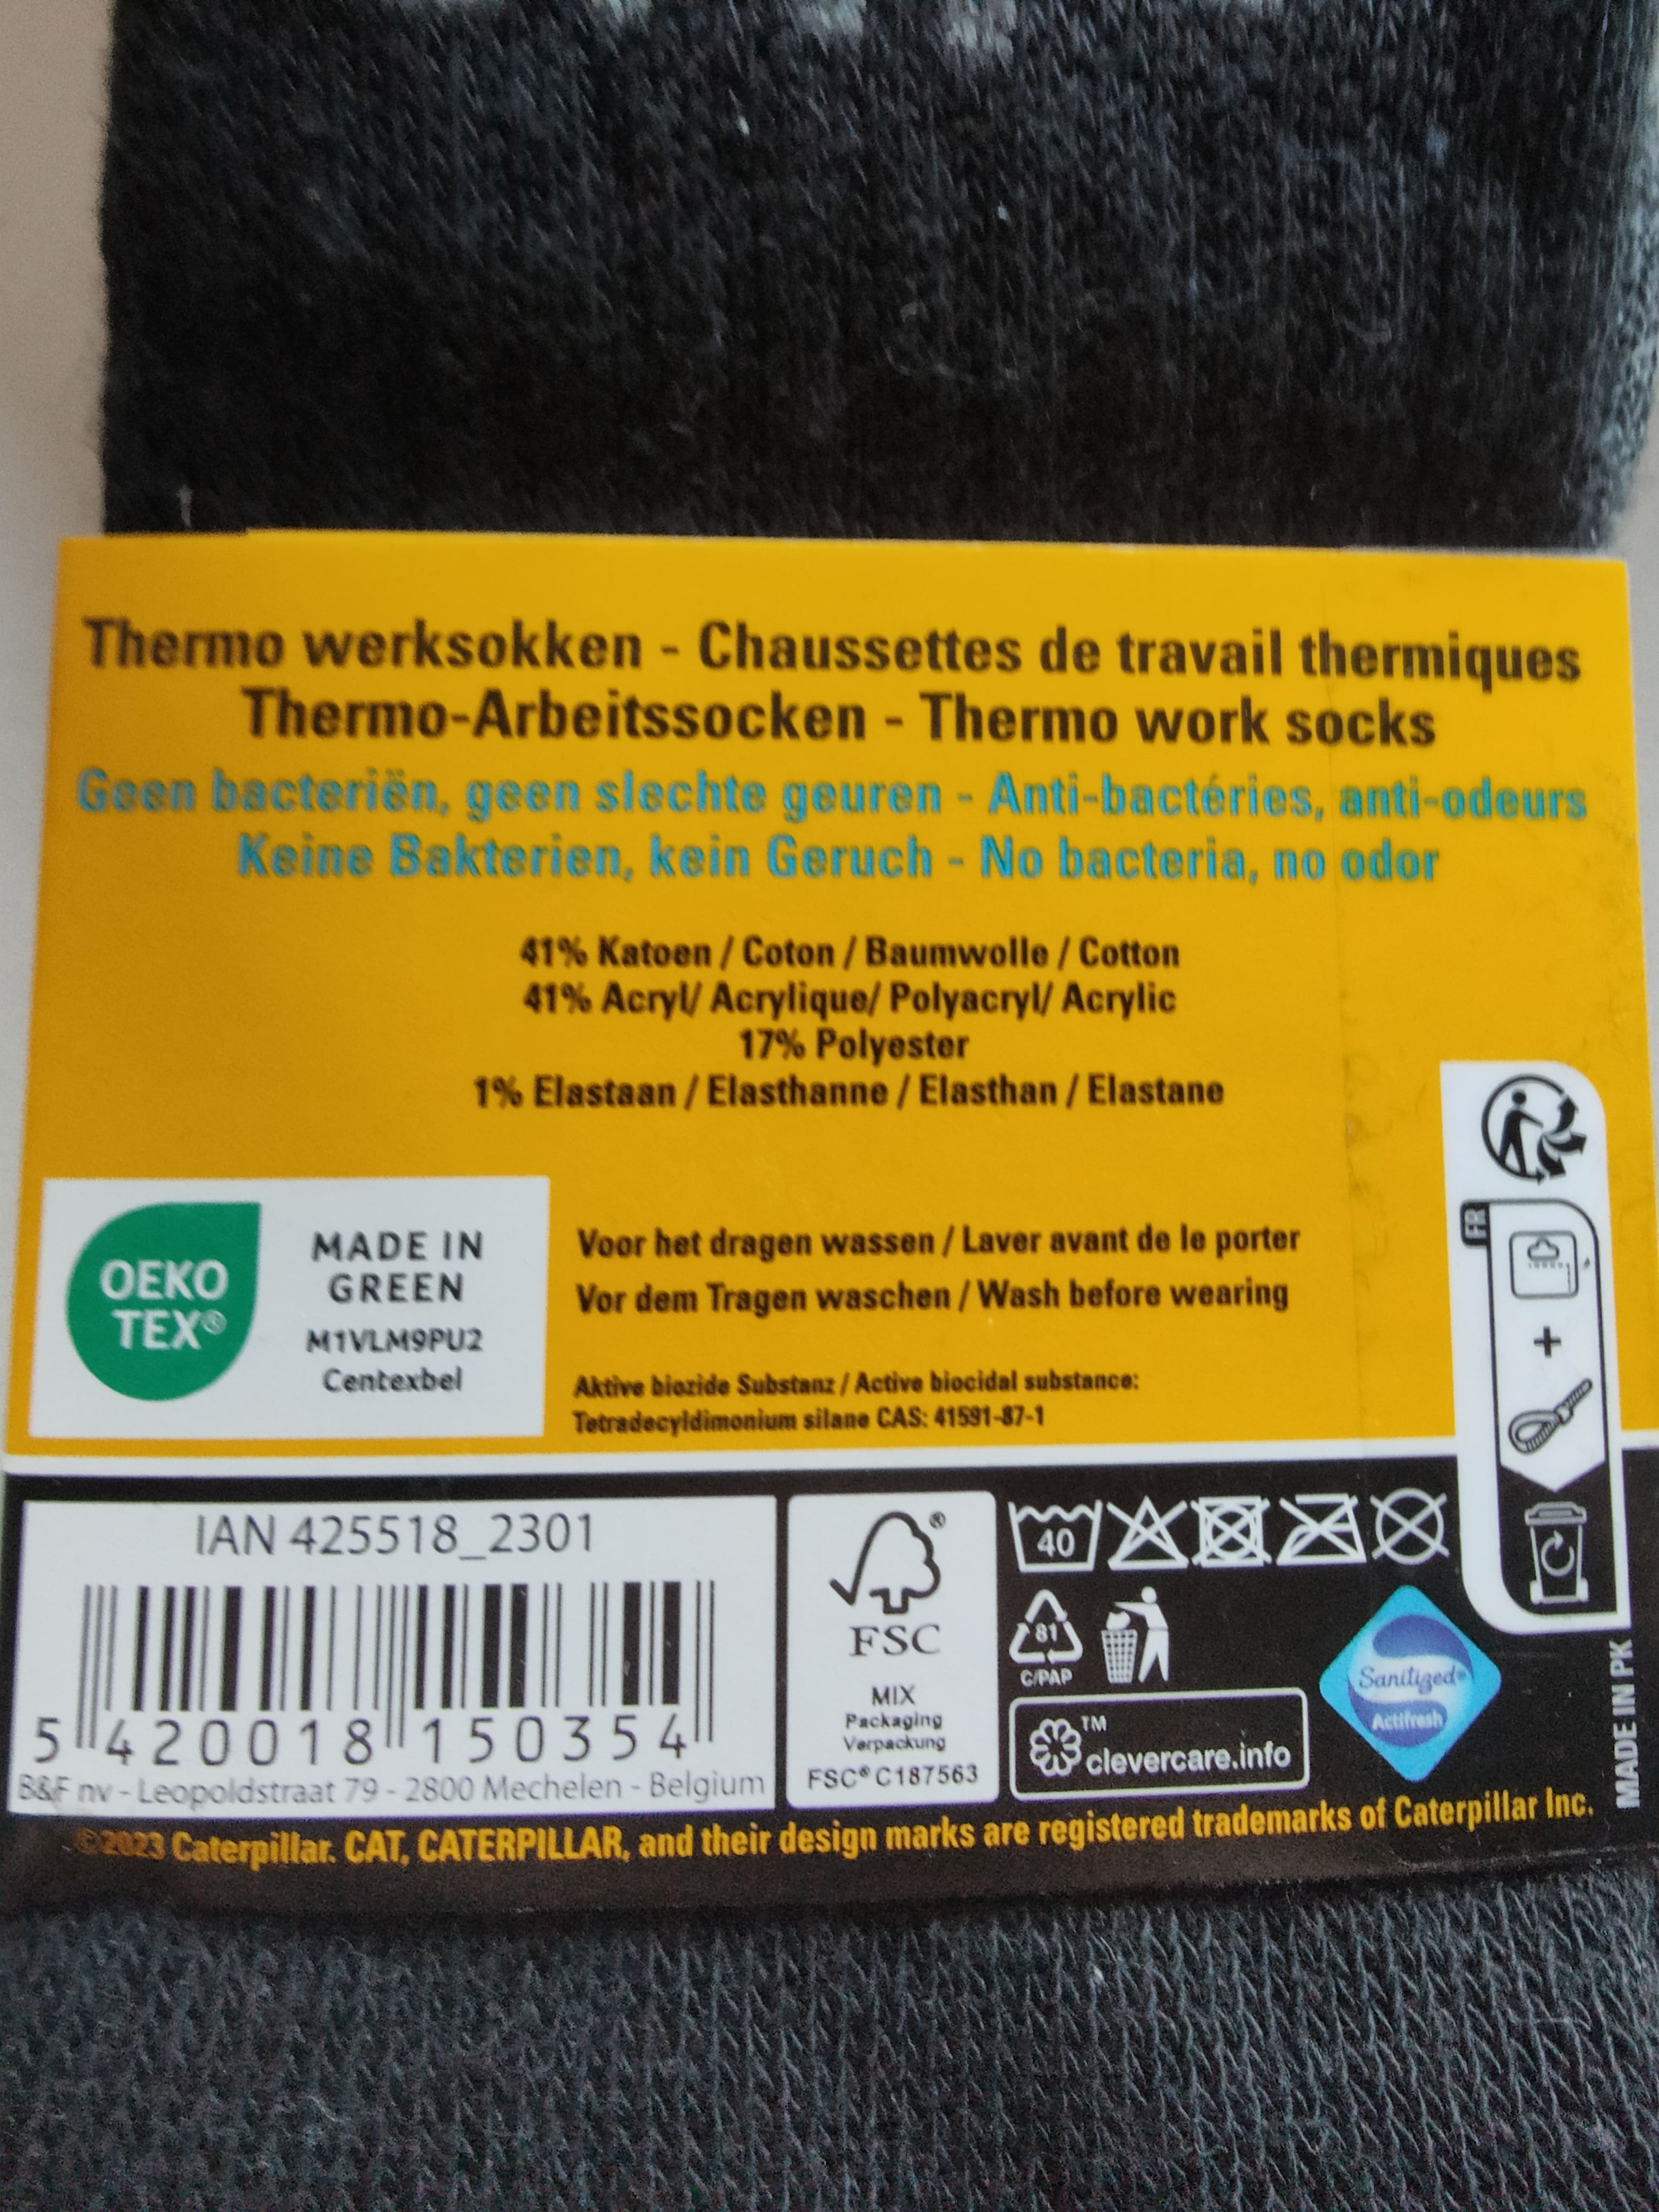 Thermo werksokken - Chaussettes de travail thermiques
Thermo-Arbeitssocken - Thermo work socks
Geen bacteriën, geen slechte geuren - Anti-bactéries, anti-odeurs
Keine Bakterien, kein Geruch - No bacteria, no odor
41% Katoen / Coton / Baumwolle / Cotton
41% Acryl/ Acrylique/ Polyacryl/ Acrylic
17% Polyester
1% Elastaan / Elasthanne / Elasthan / Elastane
OEKO
TEX®
MADE IN
GREEN
M1VLM9PU2
Centexbel
Voor het dragen wassen / Laver avant de le porter
Vor dem Tragen waschen / Wash before wearing
Aktive biozide Substanz / Active biocidal substance:
Tetradecyldimonium silane CAS: 41591-87-1
FR
+
IAN 425518_2301
5 420018 150354
B&F nv - Leopoldstraat 79 - 2800 Mechelen - Belgium
®
FSC
MIX
Packaging
Verpackung
FSC® C187563
40
81
C/PAP
™
clevercare.info
Sanitized®
Actifresh
MADE IN PK
©2023 Caterpillar. CAT, CATERPILLAR, and their design marks are registered trademarks of Caterpillar Inc.